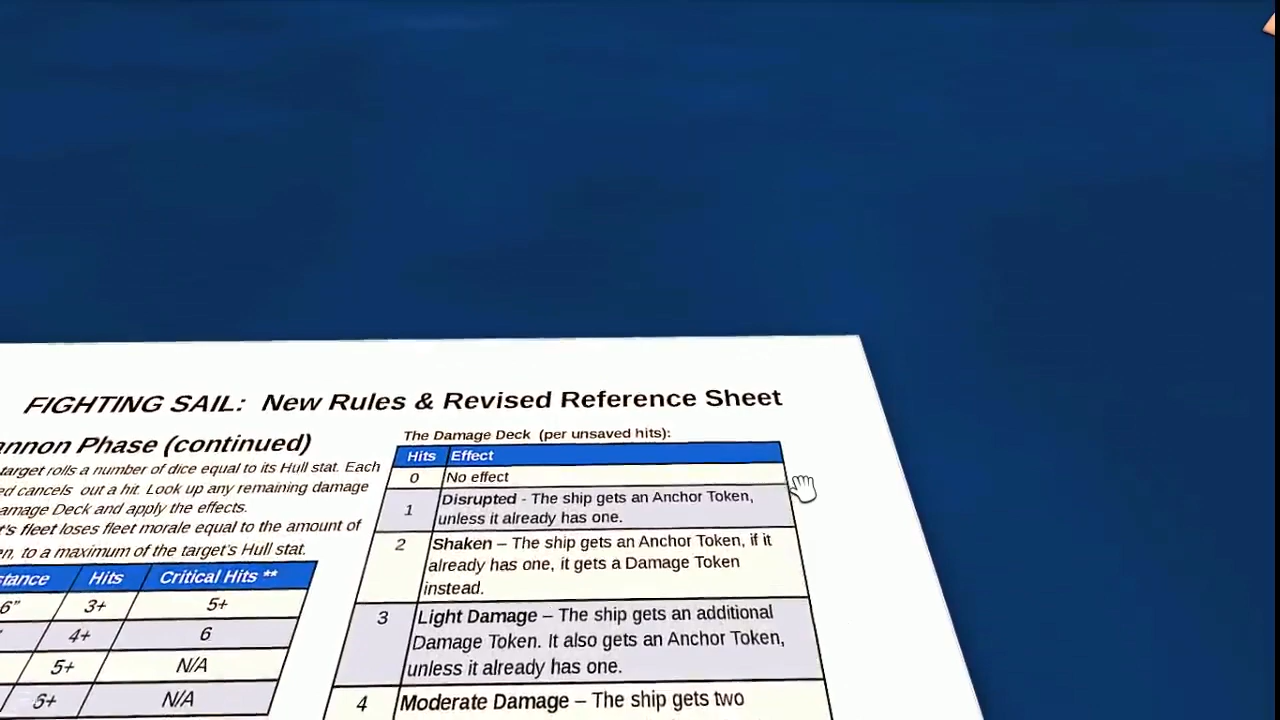 FIGHTING SAIL: New Rules & Revised Reference Sheet
Phase (continued)
target rolls a number of dice equal to its Hull stat. Each
cancels out a hit. Look up any remaining damage
Deck and apply the effects.
fleet loses fleet morale equal to the amount of
to a maximum of the target's Hull stat.
Hits Critical Hits **
6” 3+ 5+
4+ 6
5+ N/A
6+ N/A
The Damage Deck (per unsaved hits):
Hits Effect
0 No effect
1 Disrupted - The ship gets an Anchor Token,
unless it already has one.
2 Shaken – The ship gets an Anchor Token, if it
already has one, it gets a Damage Token
instead.
3 Light Damage – The ship gets an additional
Damage Token. It also gets an Anchor Token,
unless it already has one.
4 Moderate Damage – The ship gets two